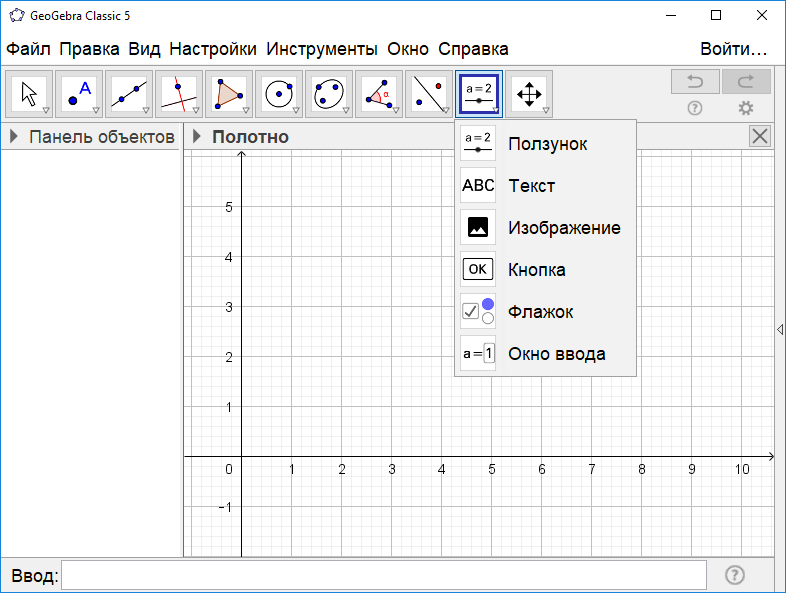 GeoGebra Classic 5
Файл Правка Вид Настройки Инструменты Окно Справка Войти...
A α a = 2
Панель объектов Полотно
a = 2 Ползунок
ABC Текст
Изображение
OK Кнопка
Флажок
a = 1 Окно ввода
5
4
3
2
1
0 1 2 3 4 5 6 7 8 9 10
−1
Ввод: